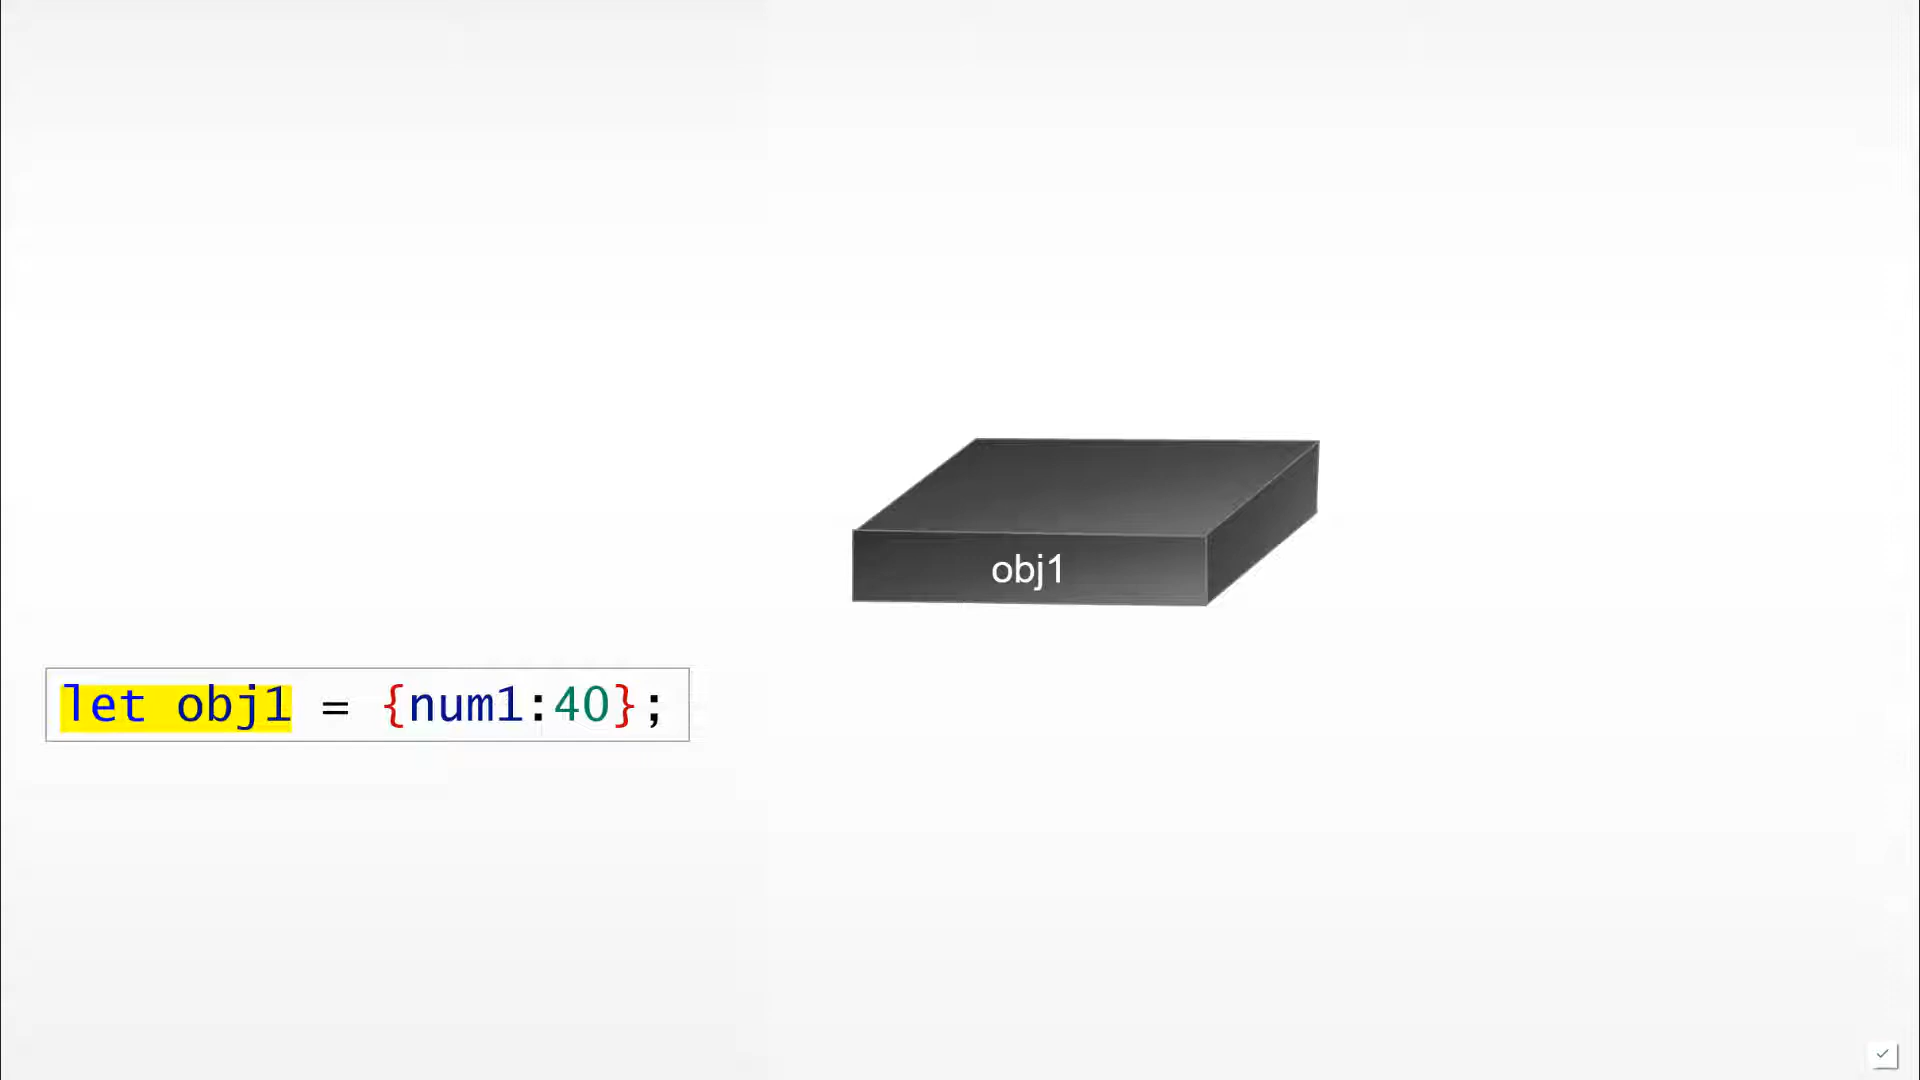 obj1
let obj1 = {num1:40};